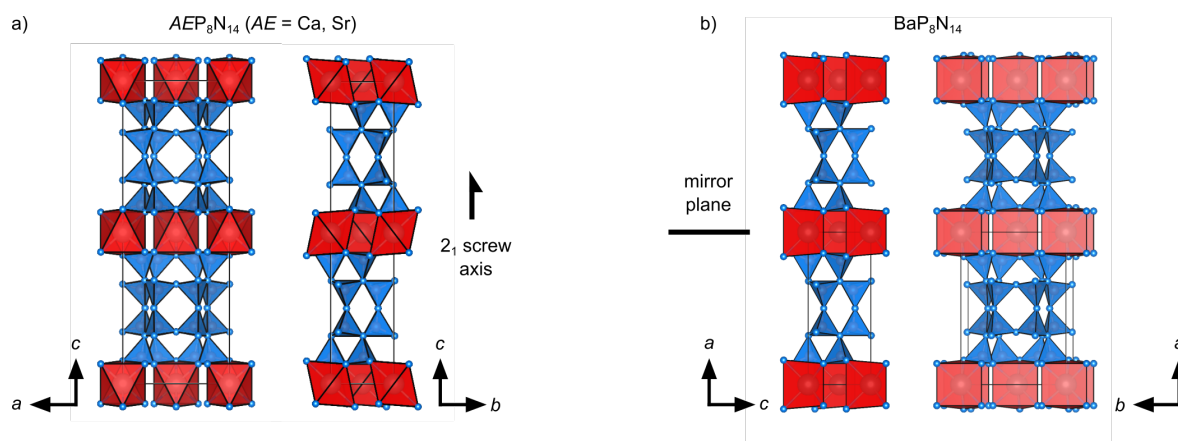 a) AEP₈N₁₄ (AE = Ca, Sr)
c
a
c
b
2₁ screw
axis
b) BaP₈N₁₄
mirror
plane
a
c
a
b